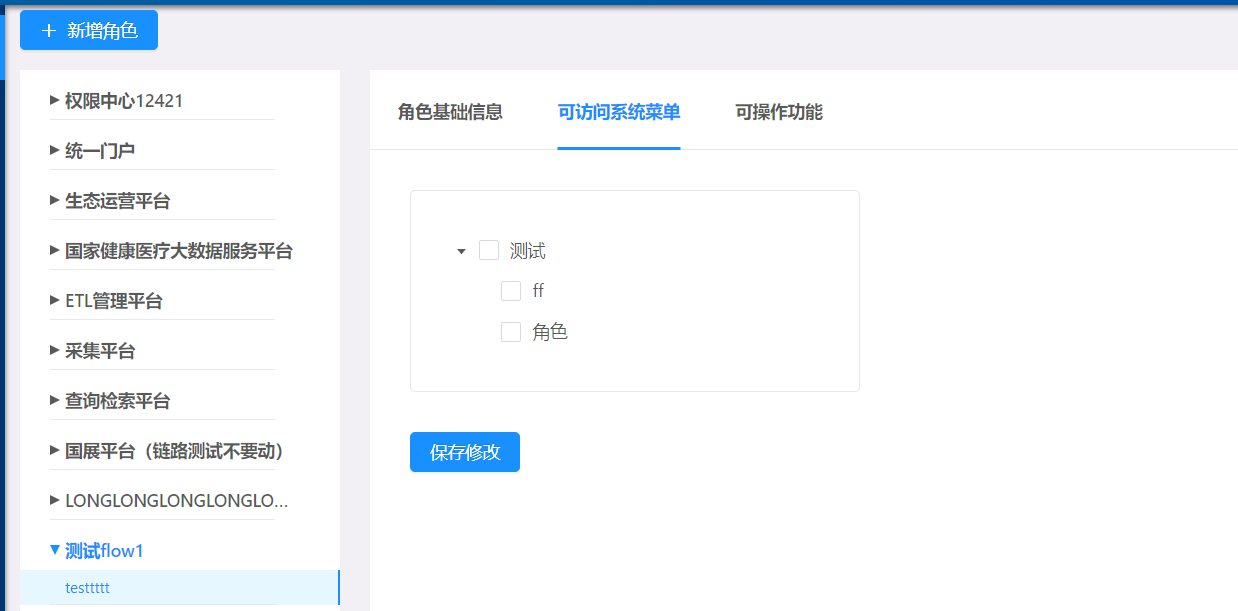 新增角色
权限中心12421
统一门户
生态运营平台
国家健康医疗大数据服务平台
ETL管理平台
采集平台
查询检索平台
国展平台（链路测试不要动）
LONGLONGLONGLONGLO...
测试flow1
testtttt
角色基础信息 可访问系统菜单 可操作功能
测试
ff
角色
保存修改